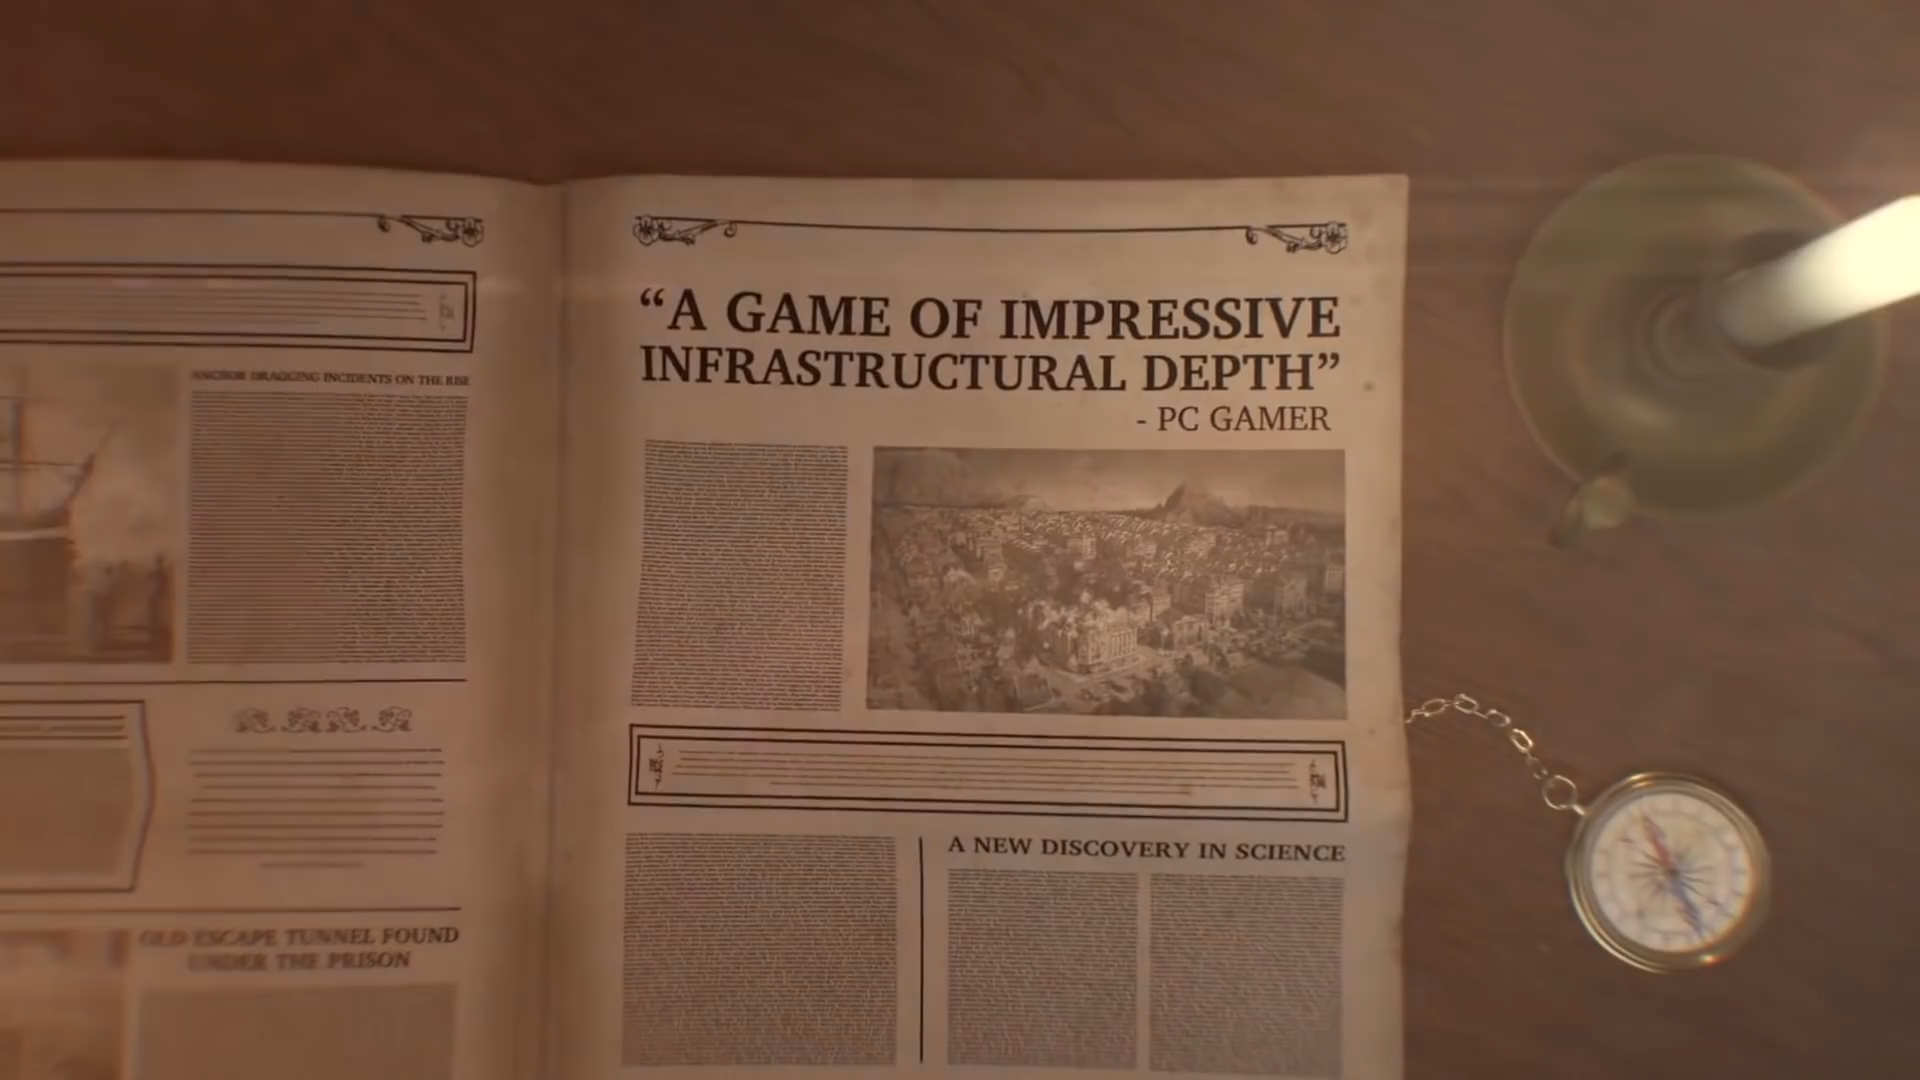 ANCHOR DRAGGING INCIDENTS ON THE RISE
OLD ESCAPE TUNNEL FOUND
UNDER THE PRISON
“A GAME OF IMPRESSIVE
INFRASTRUCTURAL DEPTH”
- PC GAMER
A NEW DISCOVERY IN SCIENCE